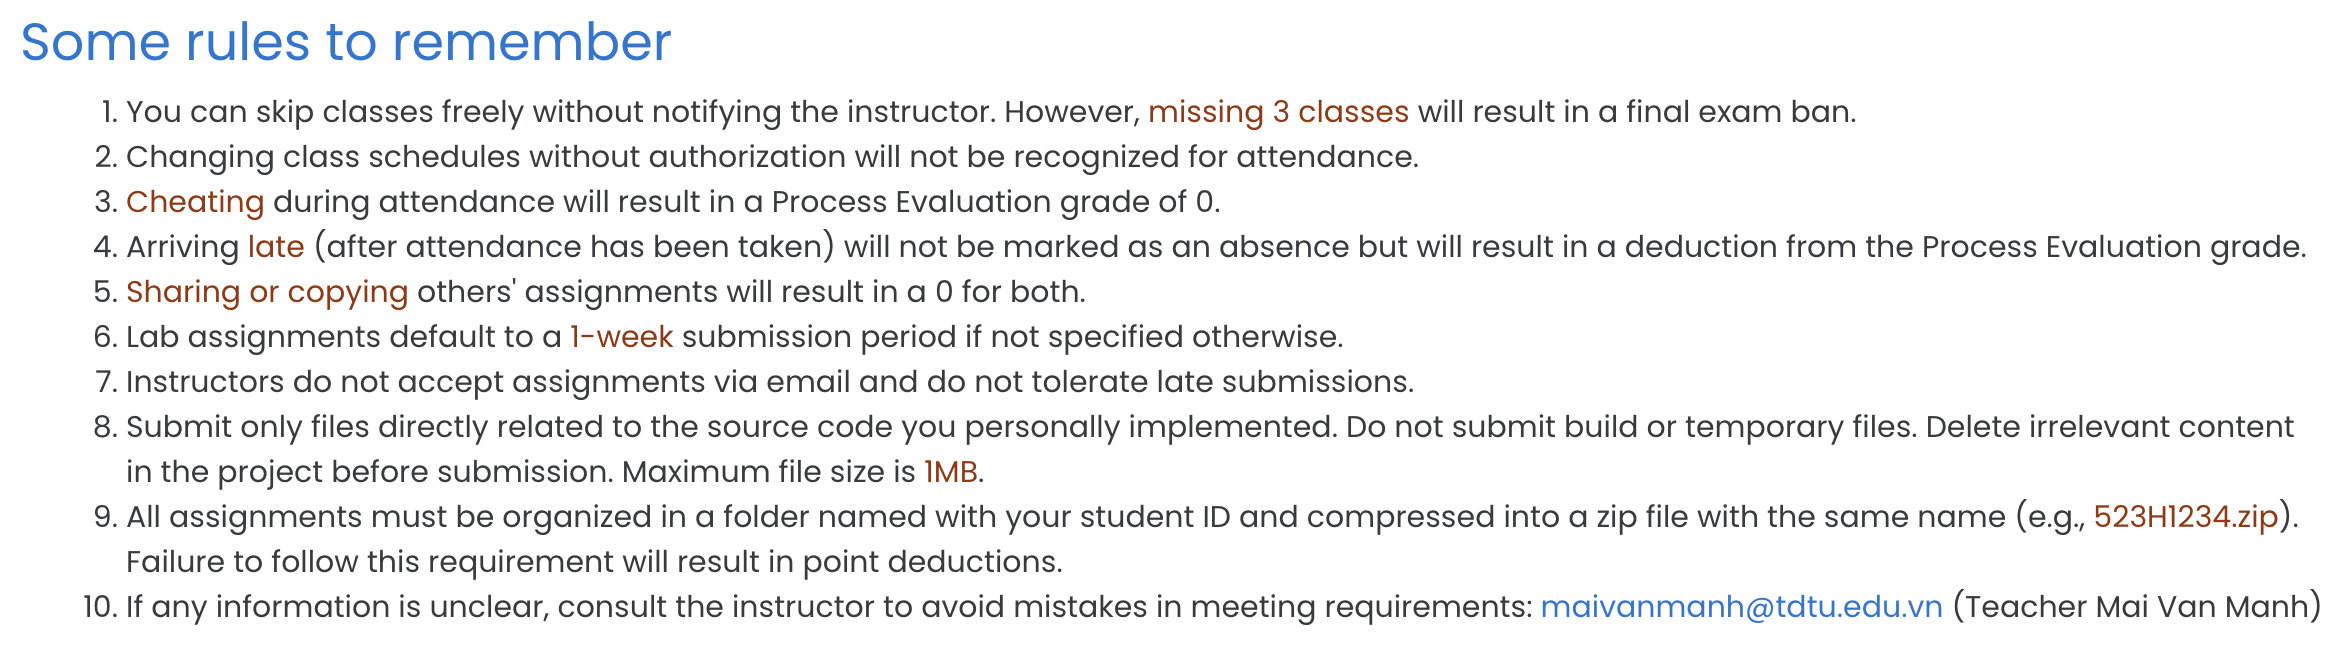 Some rules to remember
1. You can skip classes freely without notifying the instructor. However, missing 3 classes will result in a final exam ban.
2. Changing class schedules without authorization will not be recognized for attendance.
3. Cheating during attendance will result in a Process Evaluation grade of 0.
4. Arriving late (after attendance has been taken) will not be marked as an absence but will result in a deduction from the Process Evaluation grade.
5. Sharing or copying others' assignments will result in a 0 for both.
6. Lab assignments default to a 1-week submission period if not specified otherwise.
7. Instructors do not accept assignments via email and do not tolerate late submissions.
8. Submit only files directly related to the source code you personally implemented. Do not submit build or temporary files. Delete irrelevant content
in the project before submission. Maximum file size is 1MB.
9. All assignments must be organized in a folder named with your student ID and compressed into a zip file with the same name (e.g., 523H1234.zip).
Failure to follow this requirement will result in point deductions.
10. If any information is unclear, consult the instructor to avoid mistakes in meeting requirements: maivanmanh@tdtu.edu.vn (Teacher Mai Van Manh)